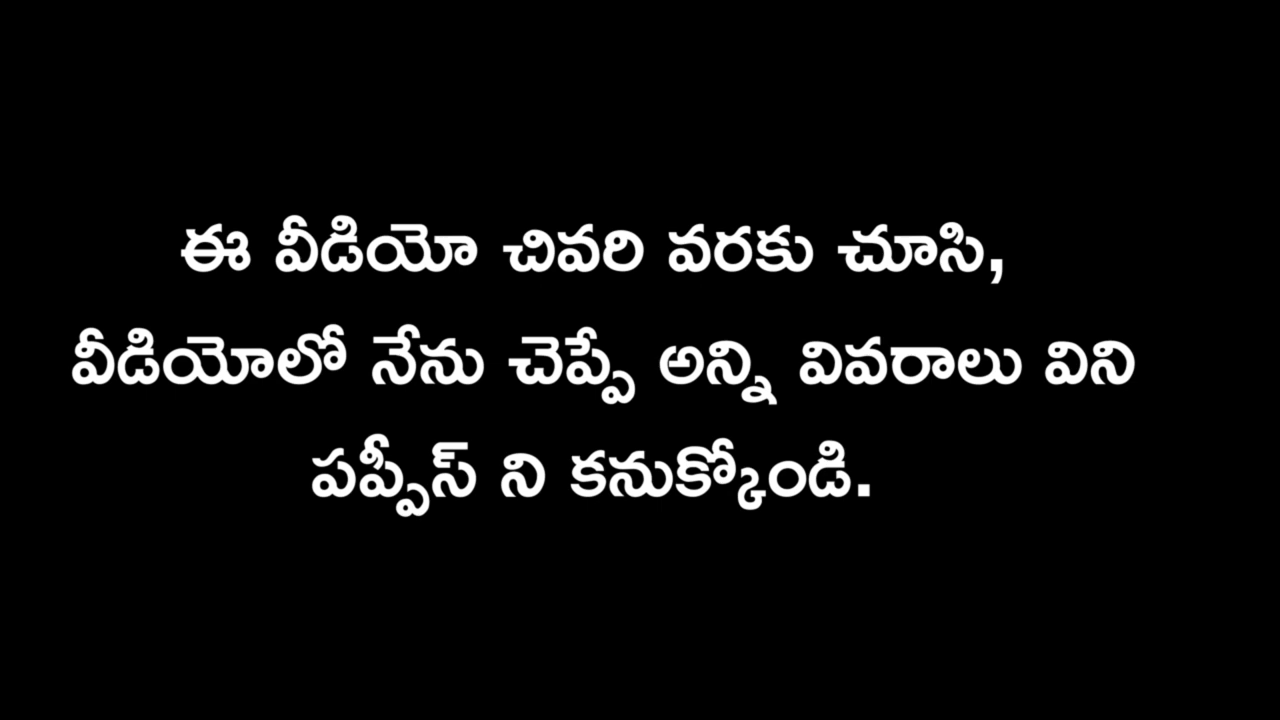 ఈ వీడియో చివరి వరకు చూసి,
వీడియోలో నేను చెప్పే అన్ని వివరాలు విని
పప్పీస్ ని కనుక్కోండి.